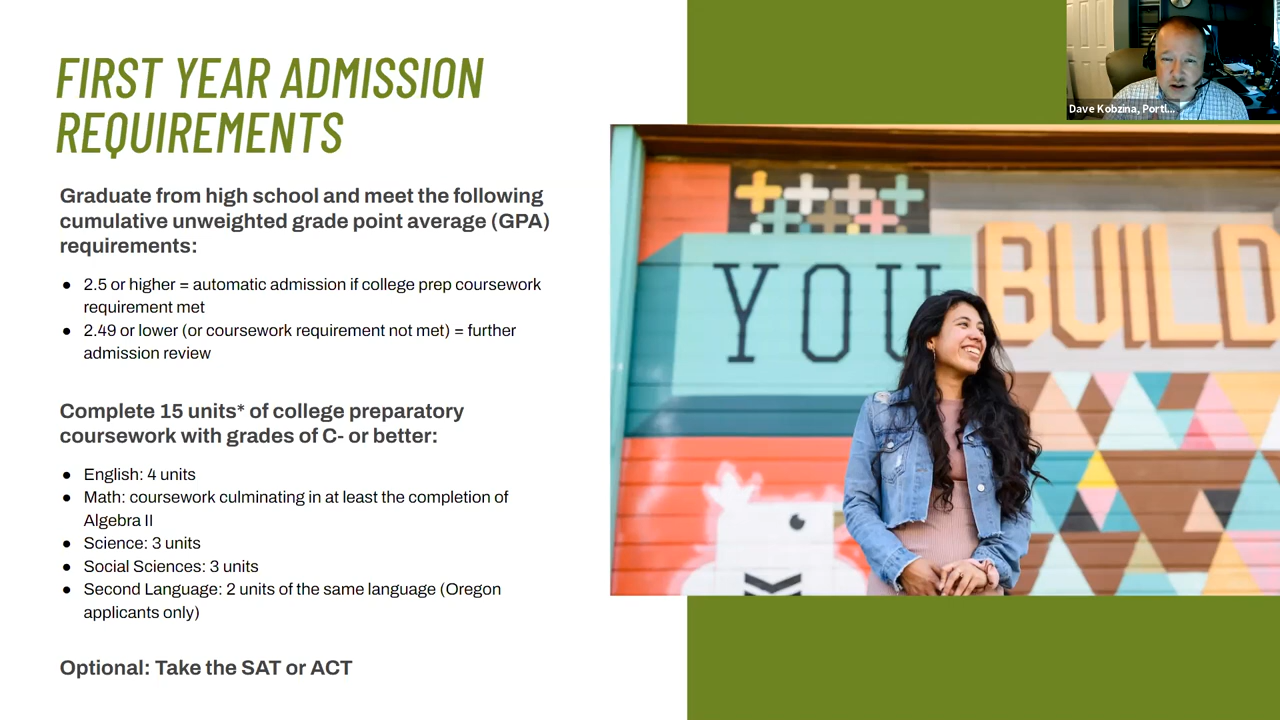 FIRST YEAR ADMISSION
REQUIREMENTS
Graduate from high school and meet the following
cumulative unweighted grade point average (GPA)
requirements:
● 2.5 or higher = automatic admission if college prep coursework
requirement met
● 2.49 or lower (or coursework requirement not met) = further
admission review
Complete 15 units* of college preparatory
coursework with grades of C- or better:
● English: 4 units
● Math: coursework culminating in at least the completion of
Algebra II
● Science: 3 units
● Social Sciences: 3 units
● Second Language: 2 units of the same language (Oregon
applicants only)
Optional: Take the SAT or ACT
Dave Kobzina, Portl...
YOU
BUILD